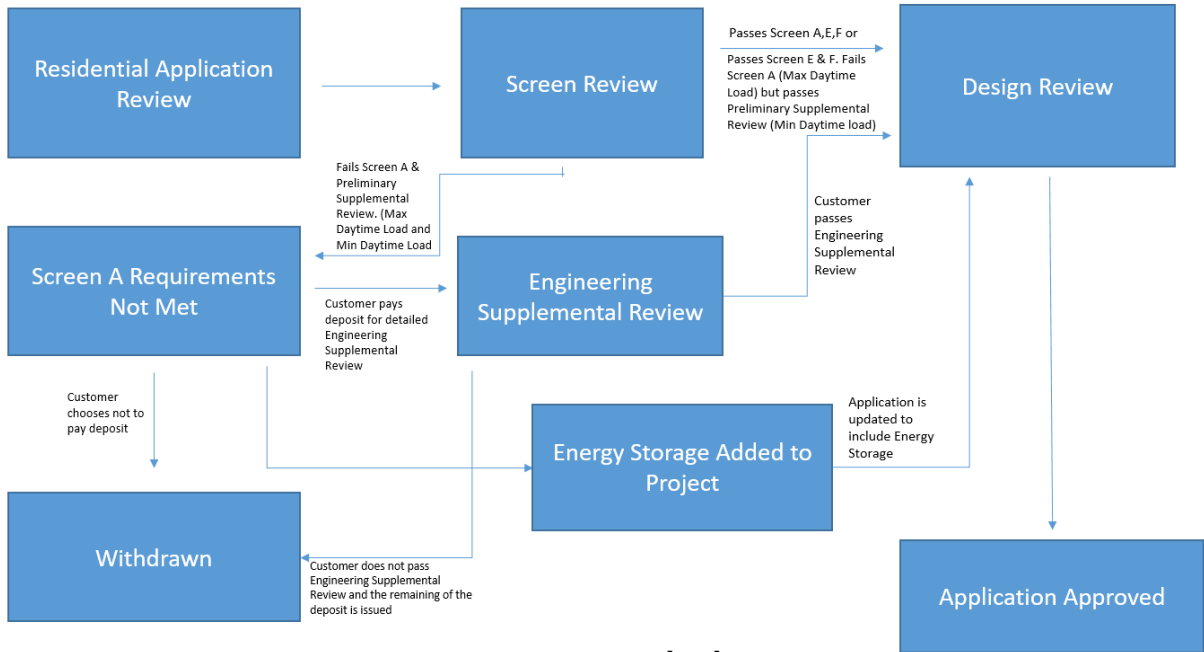 Residential Application
Review
Screen Review
Passes Screen A,E,F or
Passes Screen E & F. Fails
Screen A (Max Daytime
Load) but passes
Preliminary Supplemental
Review (Min Daytime load)
Design Review
Fails Screen A &
Preliminary
Supplemental
Review. (Max
Daytime Load and
Min Daytime Load
Customer
passes
Engineering
Supplemental
Review
Screen A Requirements
Not Met
Customer pays
deposit for detailed
Engineering
Supplemental
Review
Engineering
Supplemental Review
Customer
chooses not to
pay deposit
Energy Storage Added to
Project
Application is
updated to
include Energy
Storage
Withdrawn
Customer does not pass
Engineering Supplemental
Review and the remaining of the
deposit is issued
Application Approved